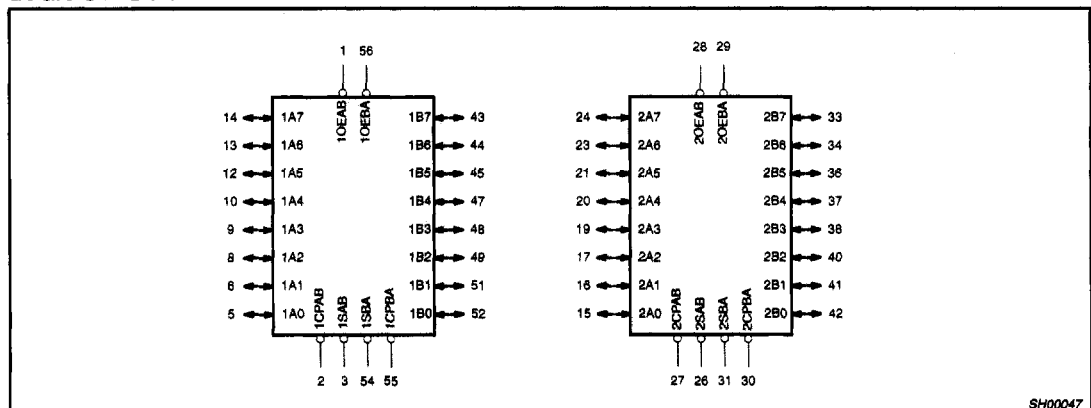 1 56 28 29
1OEAB 1OEBA 2OEAB 2OEBA
14 1A7 1B7 43 24 2A7 2B7 33
13 1A6 1B6 44 23 2A6 2B6 34
12 1A5 1B5 45 21 2A5 2B5 36
10 1A4 1B4 47 20 2A4 2B4 37
9 1A3 1B3 48 19 2A3 2B3 38
8 1A2 1B2 49 17 2A2 2B2 40
6 1A1 1B1 51 16 2A1 2B1 41
5 1A0 1B0 52 15 2A0 2B0 42
1CPAB 1SAB 1SBA 1CPBA 2CPAB 2SAB 2SBA 2CPBA
2 3 54 55 27 26 31 30
SH00047